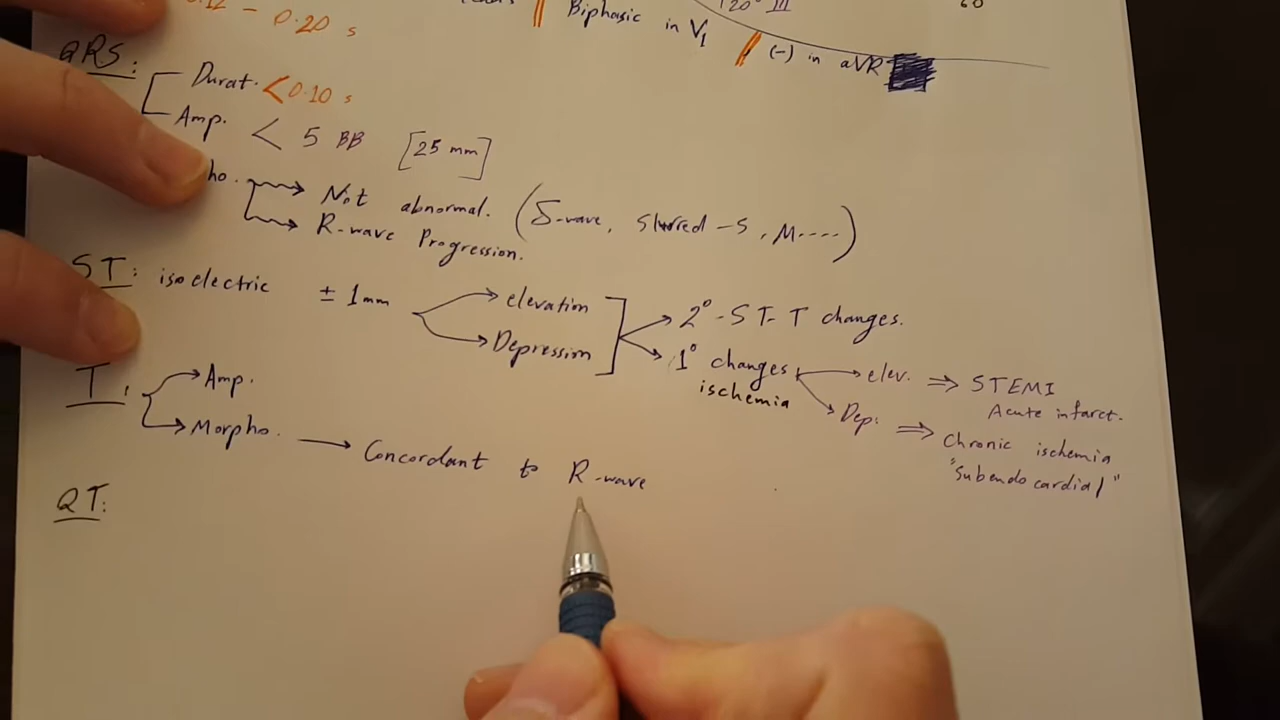 0.12 - 0.20 s
Biphasic in V1
120° III
60
(-) in aVR
QRS:
Durat. <0.10 s
Amp. < 5 BB [25 mm]
ho. Not abnormal. (δ-wave, slurred -S, M....)
R-wave Progression.
ST: isoelectric ± 1mm elevation
Depression
2° -ST-T changes.
1° changes
ischemia
elev. ⇒ STEMI
Acute infarct.
Dep: ⇒ Chronic ischemia
"Subendocardial"
T: Amp.
Morpho. → Concordant to R-wave
QT: